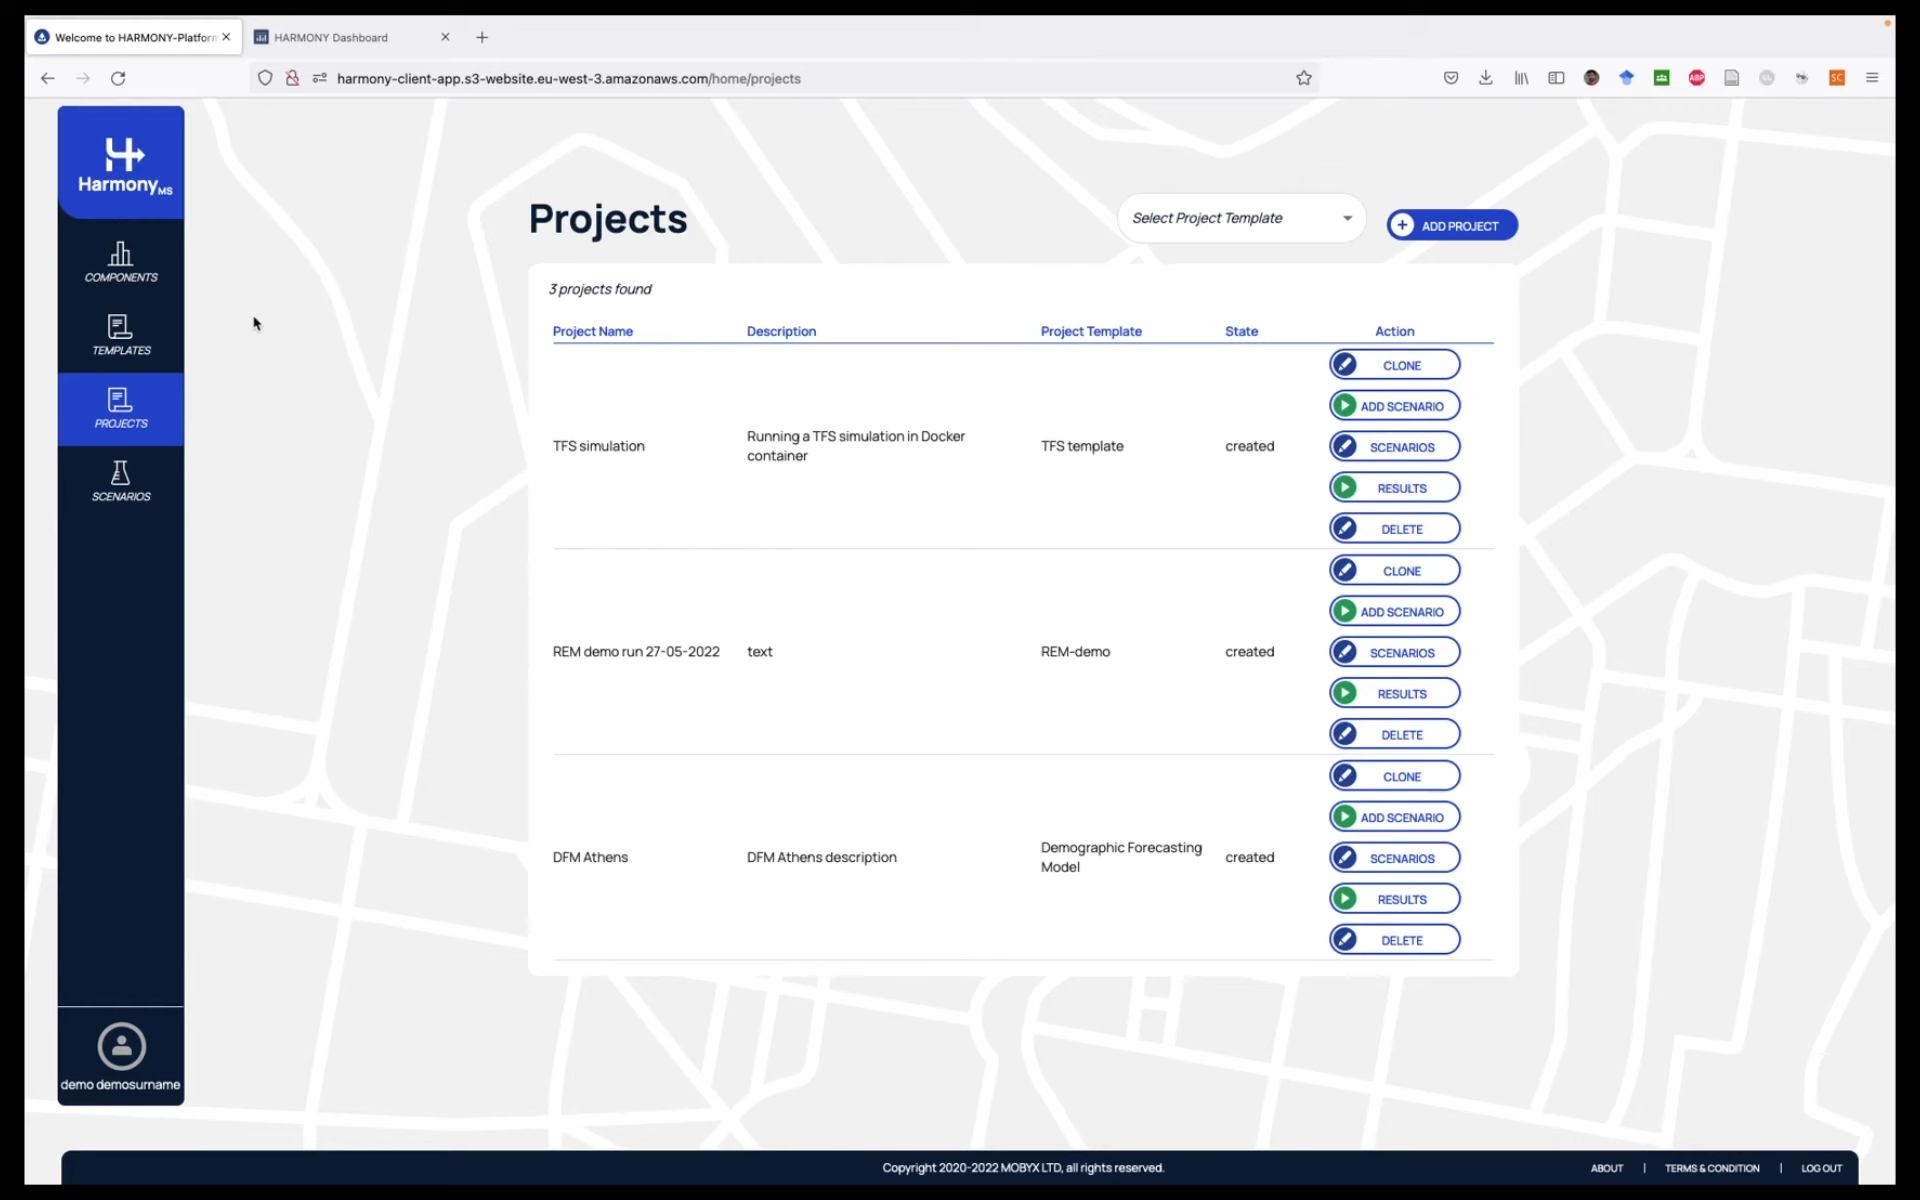 Welcome to HARMONY-Platform
HARMONY Dashboard
harmony-client-app.s3-website.eu-west-3.amazonaws.com/home/projects
ABP
SC
Harmony MS
COMPONENTS
TEMPLATES
PROJECTS
SCENARIOS
demo demosurname
Projects
Select Project Template
ADD PROJECT
3 projects found
Project Name Description Project Template State Action
CLONE
ADD SCENARIO
TFS simulation Running a TFS simulation in Docker TFS template created SCENARIOS
container
RESULTS
DELETE
CLONE
ADD SCENARIO
REM demo run 27-05-2022 text REM-demo created SCENARIOS
RESULTS
DELETE
CLONE
ADD SCENARIO
DFM Athens DFM Athens description Demographic Forecasting created SCENARIOS
Model
RESULTS
DELETE
Copyright 2020-2022 MOBYX LTD, all rights reserved.
ABOUT | TERMS & CONDITION | LOG OUT